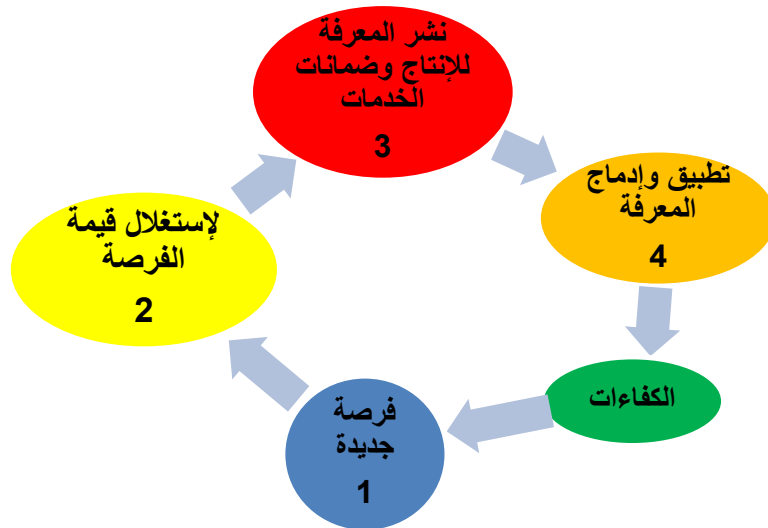 نشر المعرفة
للإنتاج وضمانات
الخدمات
3
تطبيق وإدماج
المعرفة
4
لإستغلال قيمة
الفرصة
2
الكفاءات
فرصة
جديدة
1